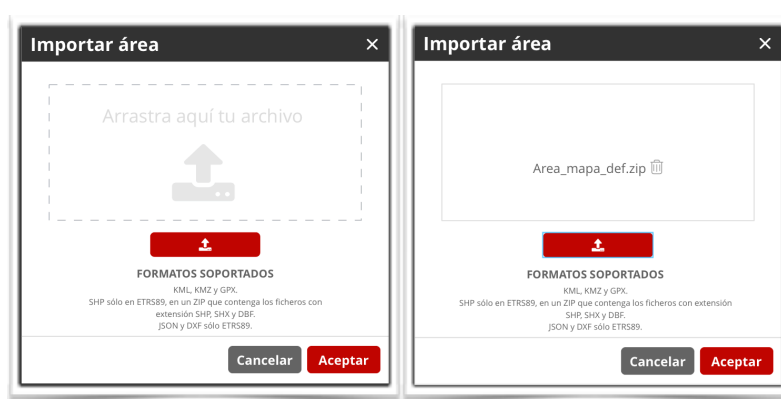 Importar área
Arrastra aquí tu archivo
FORMATOS SOPORTADOS
KML, KMZ y GPX.
SHP sólo en ETRS89, en un ZIP que contenga los ficheros con
extensión SHP, SHX y DBF.
JSON y DXF sólo ETRS89.
Cancelar Aceptar
Importar área
Area_mapa_def.zip
FORMATOS SOPORTADOS
KML, KMZ y GPX.
SHP sólo en ETRS89, en un ZIP que contenga los ficheros con extensión
SHP, SHX y DBF.
JSON y DXF sólo ETRS89.
Cancelar Aceptar